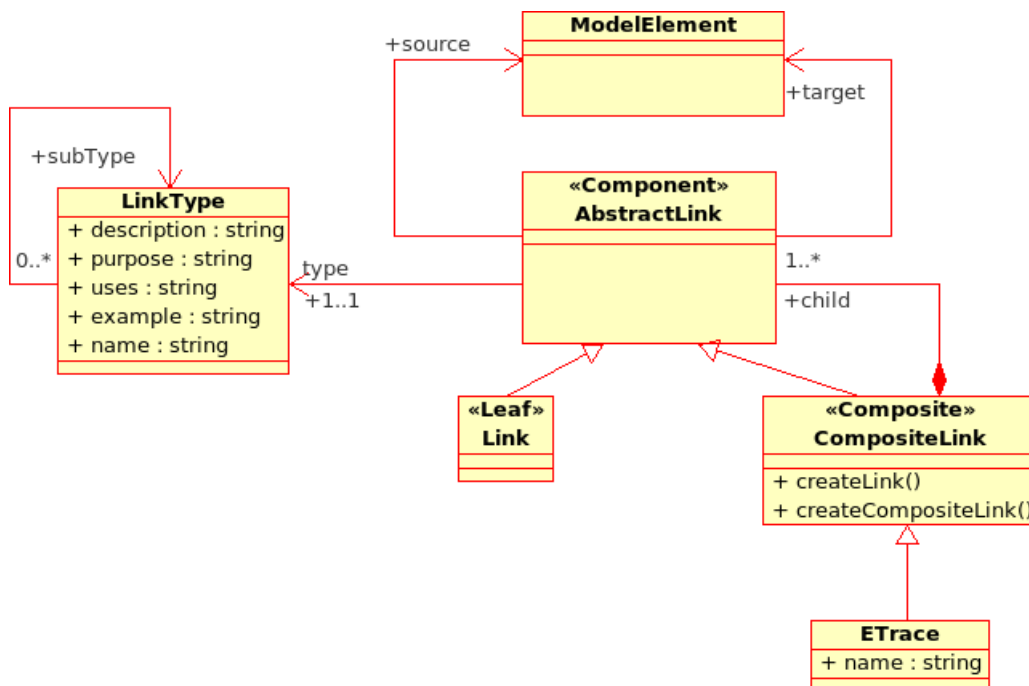 ModelElement
+source
+target
+subType
LinkType
+ description : string
+ purpose : string
+ uses : string
+ example : string
+ name : string
0..*
type
+1..1
«Component»
AbstractLink
1..*
+child
«Leaf»
Link
«Composite»
CompositeLink
+ createLink()
+ createCompositeLink()
ETrace
+ name : string